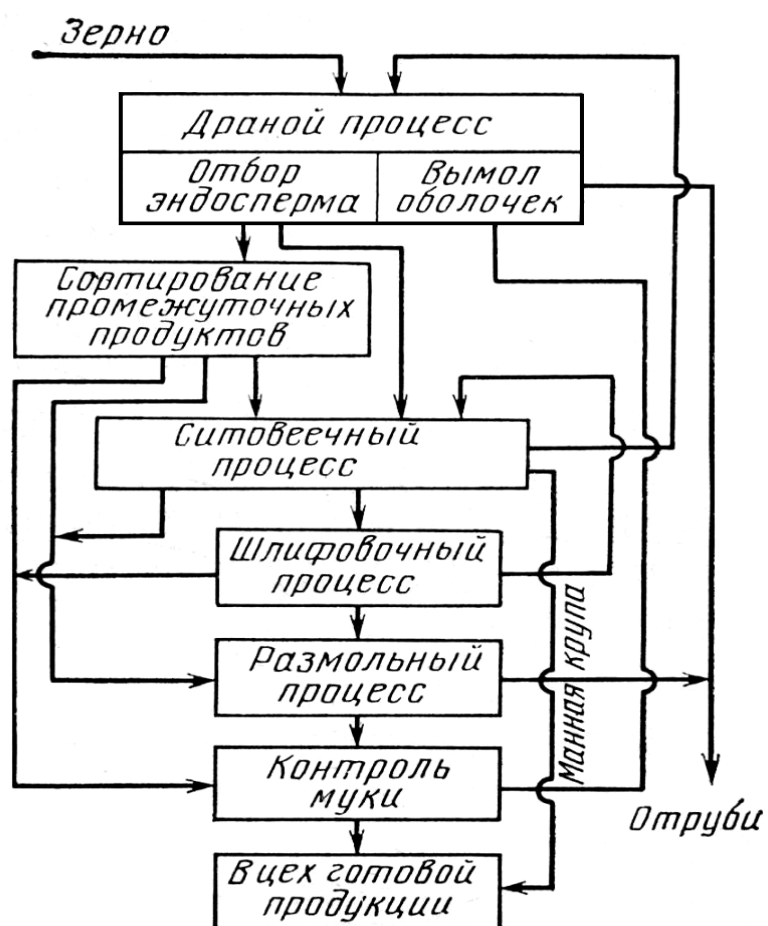 Зерно
Драной процесс
Отбор
эндосперма
Вымол
оболочек
Сортирование
промежуточных
продуктов
Ситовеечный
процесс
Шлифовочный
процесс
Размольный
процесс
Манная крупа
Контроль
муки
Отруби
В цех готовой
продукции